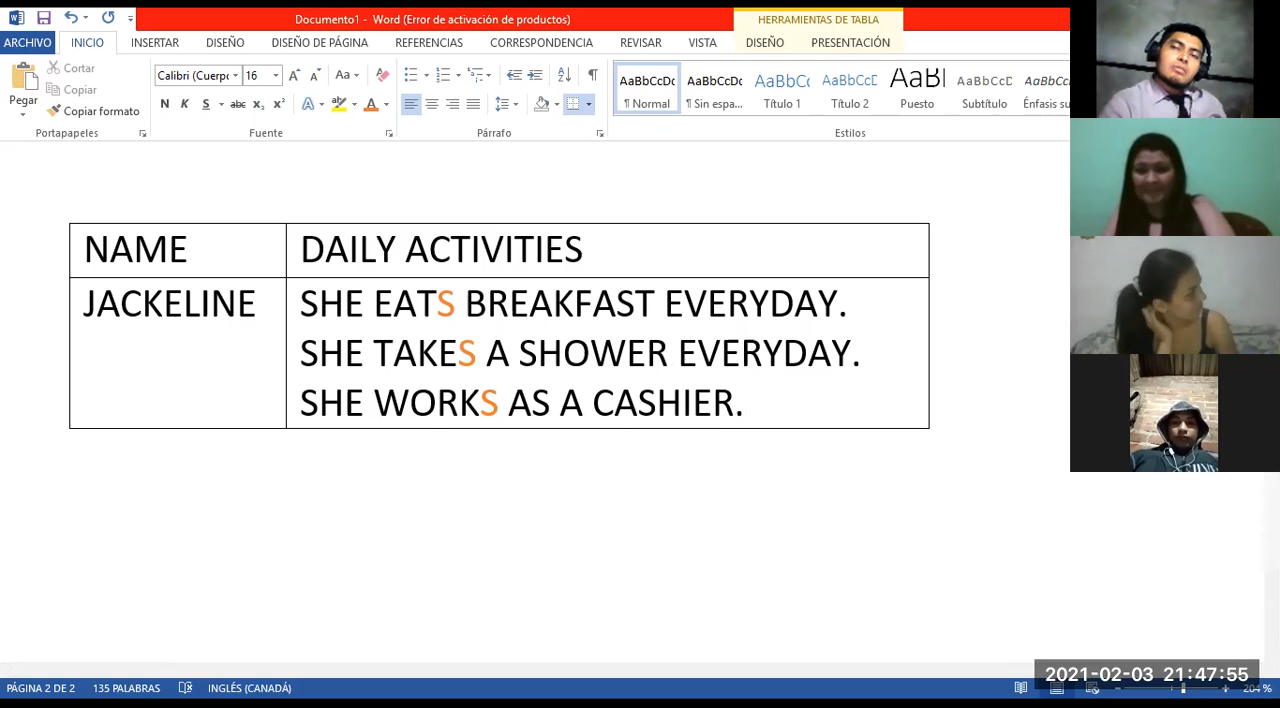 Documento1 - Word (Error de activación de productos)
HERRAMIENTAS DE TABLA
ARCHIVO INICIO INSERTAR DISEÑO DISEÑO DE PÁGINA REFERENCIAS CORRESPONDENCIA REVISAR VISTA DISEÑO PRESENTACIÓN
Pegar
Cortar
Copiar
Copiar formato
Portapapeles
Calibri (Cuerpo 16
Fuente
Párrafo
AaBbCcDc AaBbCcDc AaBbCc AaBbCcD AaBl AaBbCcD AaBbCcDc
¶ Normal ¶ Sin espa... Título 1 Título 2 Puesto Subtítulo Énfasis su
Estilos
NAME DAILY ACTIVITIES
JACKELINE SHE EATS BREAKFAST EVERYDAY.
SHE TAKES A SHOWER EVERYDAY.
SHE WORKS AS A CASHIER.
2021-02-03 21:47:55
PÁGINA 2 DE 2 135 PALABRAS INGLÉS (CANADÁ) 204 %